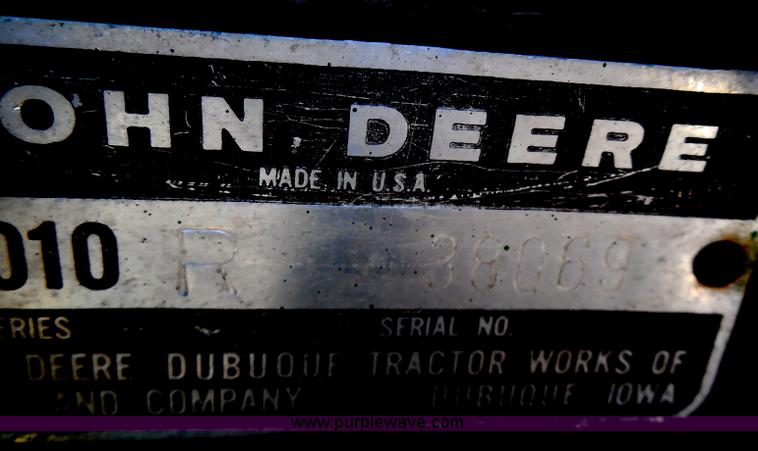 OHN DEERE
MADE IN U.S.A.
010 R 38069
ERIES SERIAL NO.
DEERE DUBUQUE TRACTOR WORKS OF
AND COMPANY DUBUQUE IOWA
www.purplewave.com